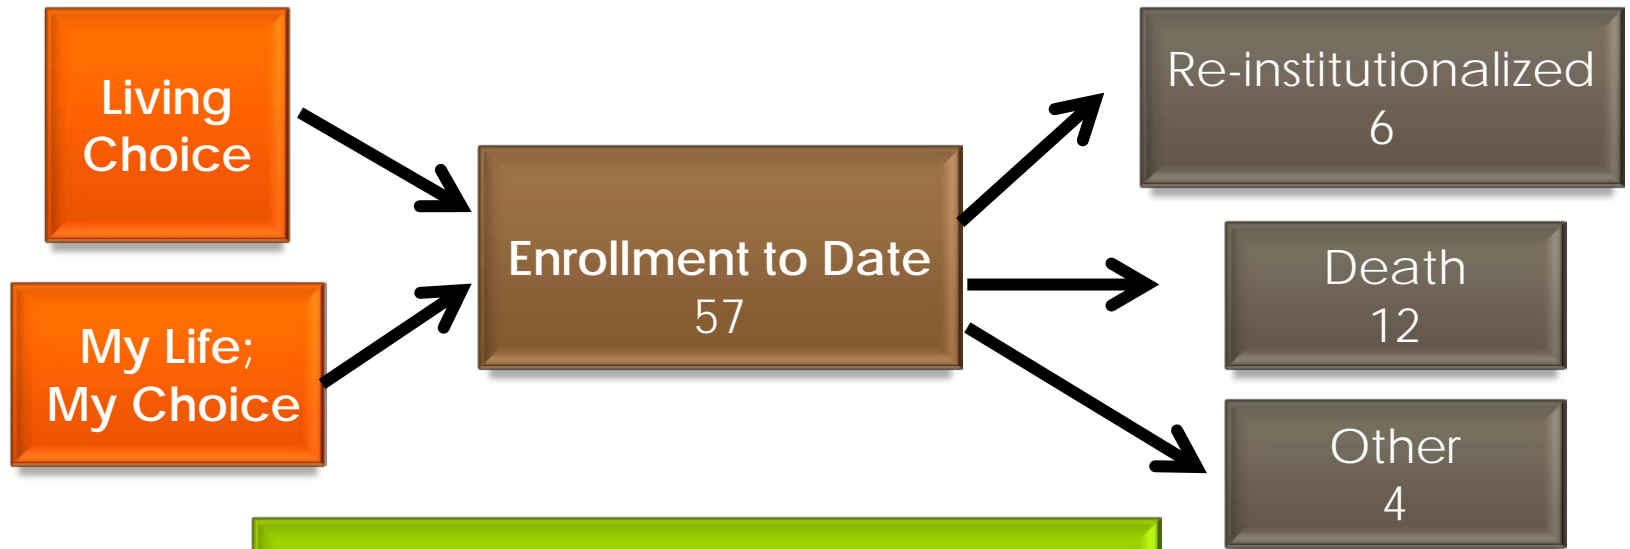 Living
Choice
My Life;
My Choice
Enrollment to Date
57
Re-institutionalized
6
Death
12
Other
4